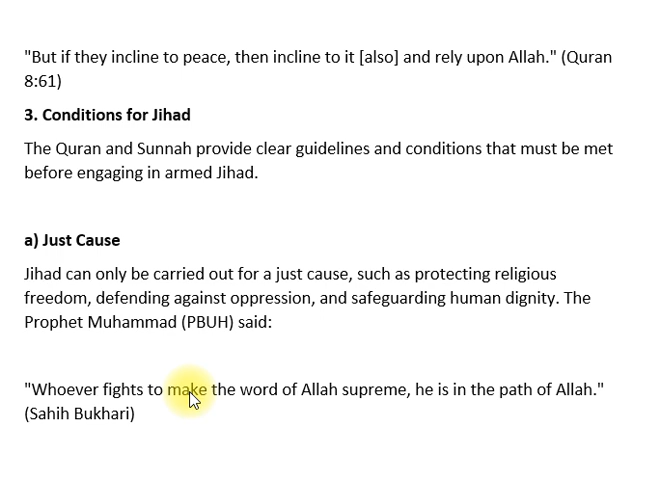 "But if they incline to peace, then incline to it [also] and rely upon Allah." (Quran
8:61)
3. Conditions for Jihad
The Quran and Sunnah provide clear guidelines and conditions that must be met
before engaging in armed Jihad.
a) Just Cause
Jihad can only be carried out for a just cause, such as protecting religious
freedom, defending against oppression, and safeguarding human dignity. The
Prophet Muhammad (PBUH) said:
"Whoever fights to make the word of Allah supreme, he is in the path of Allah."
(Sahih Bukhari)